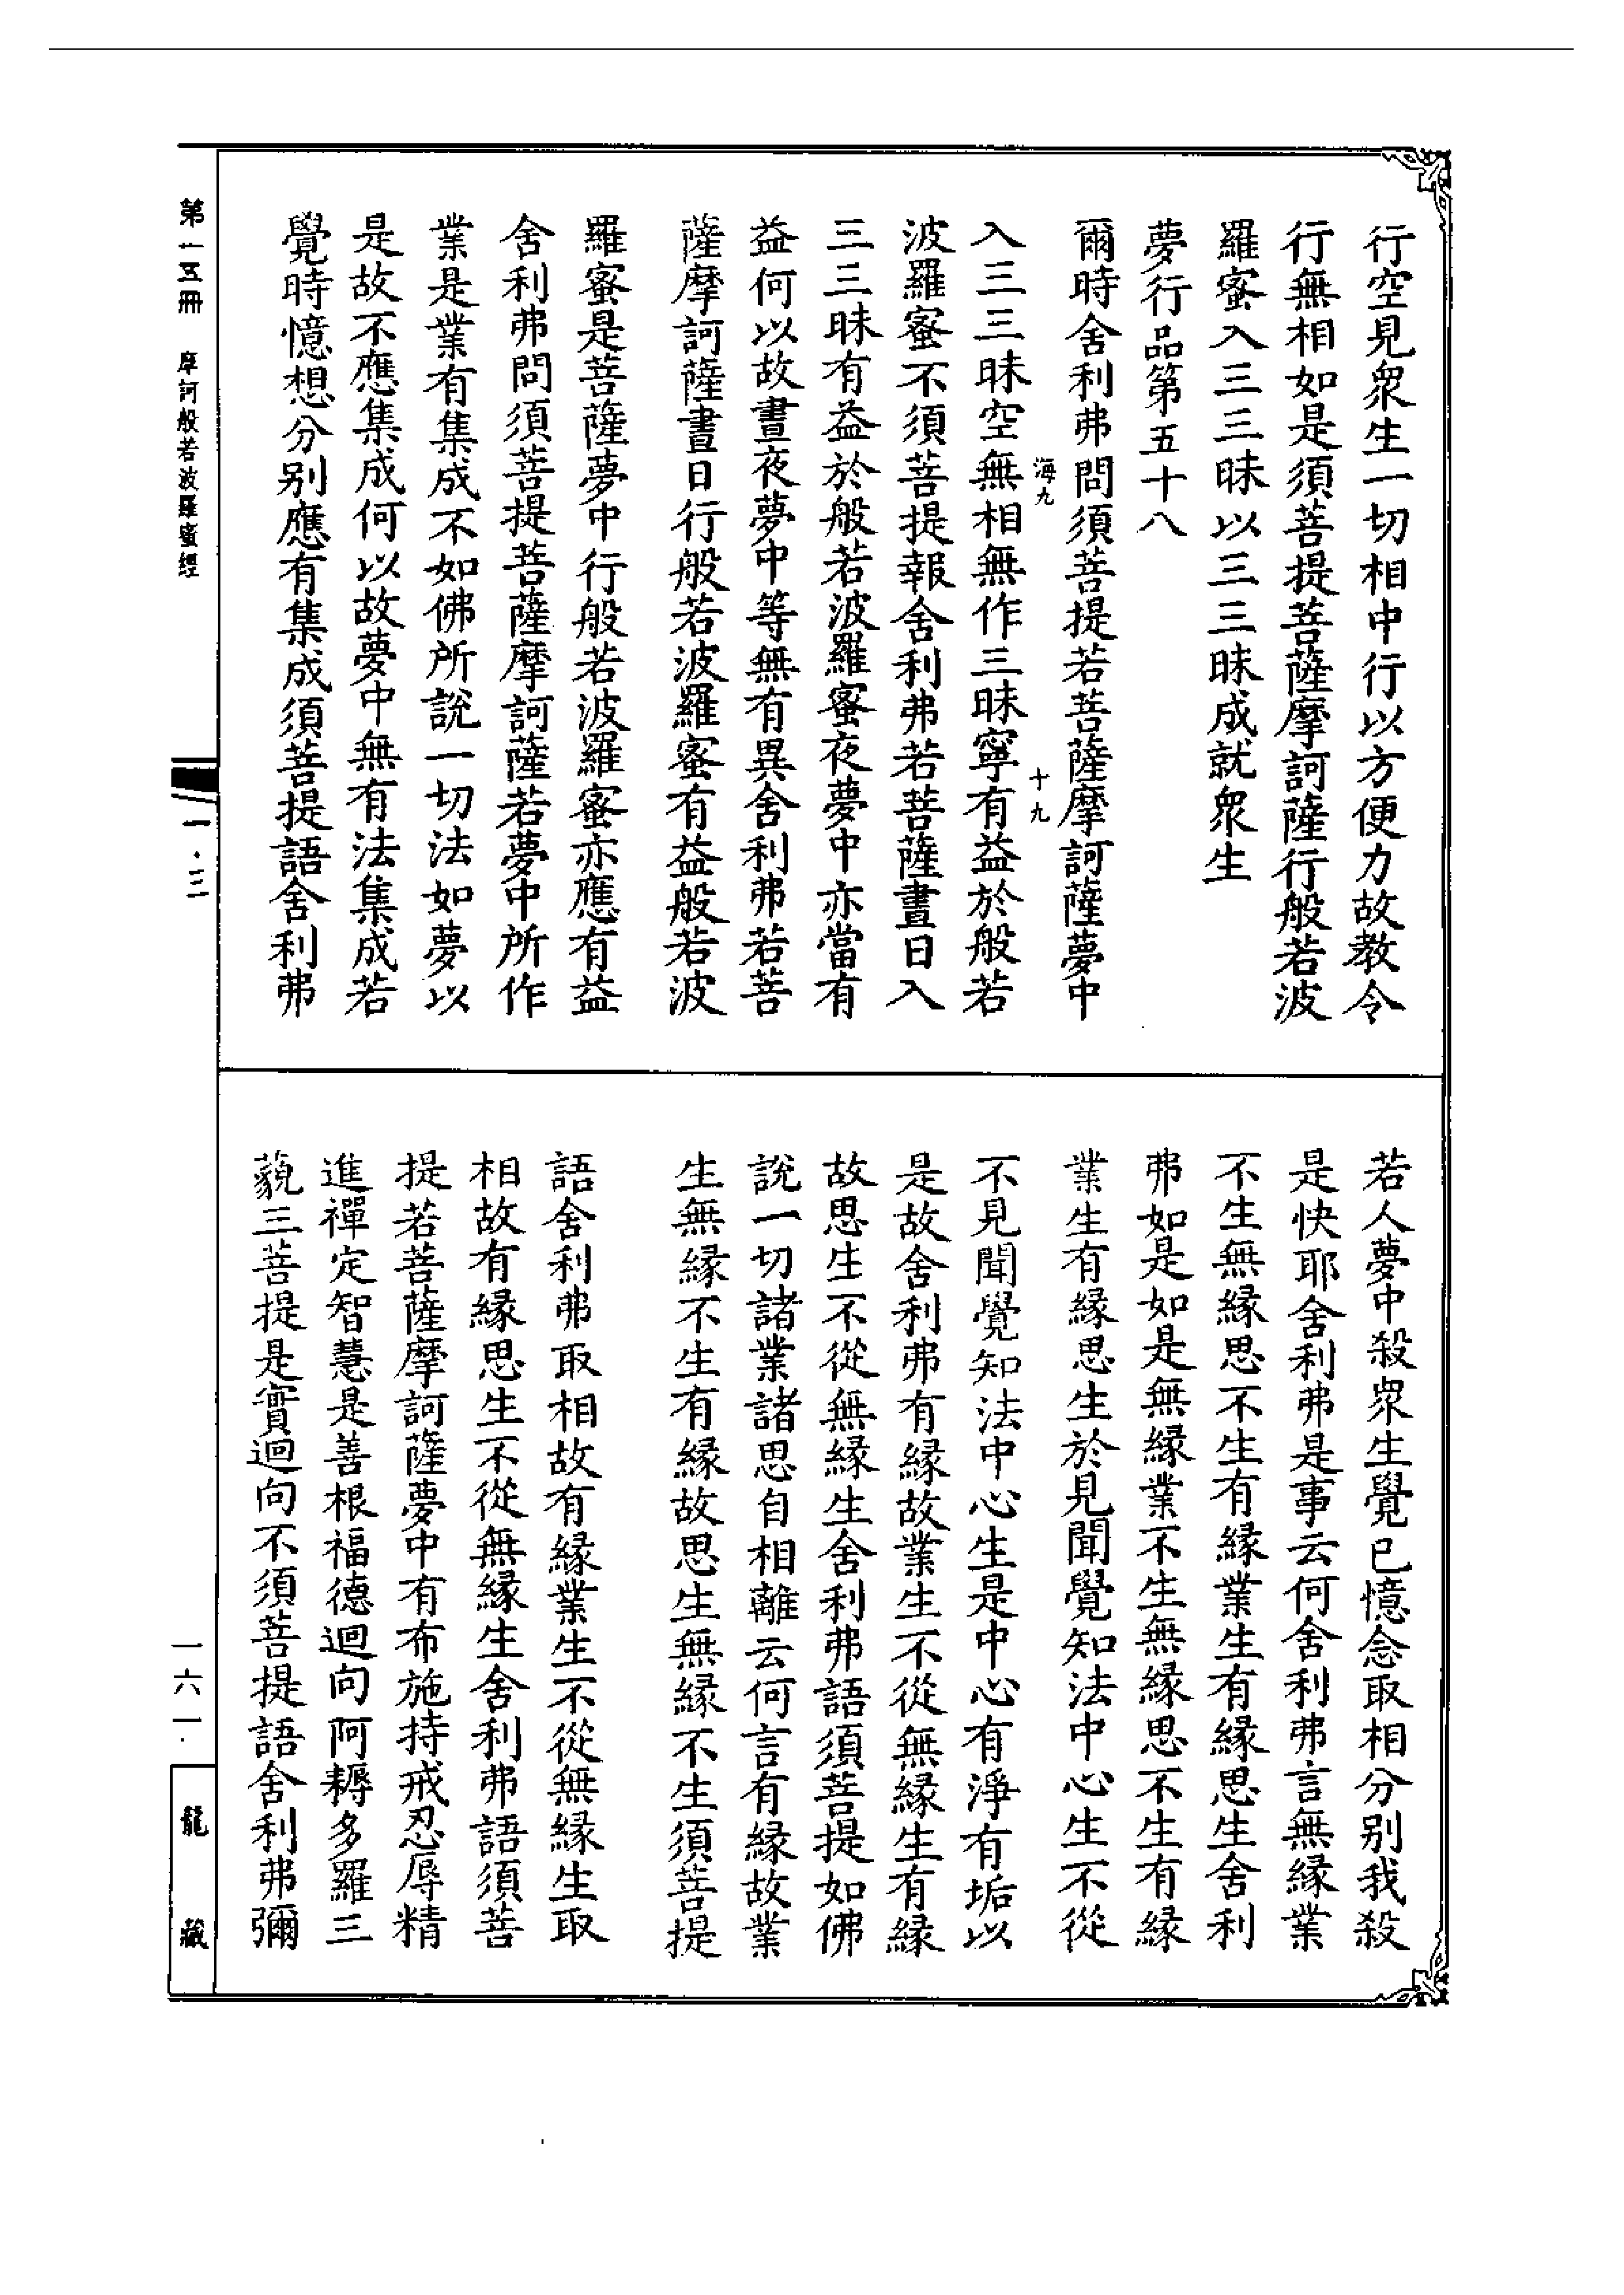 行空見衆生一切相中行以方便力故教令
行無相如是須菩提菩薩摩訶薩行般若波
羅蜜入三三昧以三三昧成就衆生
夢行品第五十八
爾時舍利弗問須菩提若菩薩摩訶薩夢中
海九
十九
入三三昧空無相無作三昧寧有益於般若
波羅蜜不須菩提報舍利弗若菩薩晝日入
三三昧有益於般若波羅蜜夜夢中亦當有
益何以故晝夜夢中等無有異舍利弗若菩
薩摩訶薩晝日行般若波羅蜜有益般若波
羅蜜是菩薩夢中行般若波羅蜜亦應有益
舍利弗問須菩提菩薩摩訶薩若夢中所作
業是業有集成不如佛所說一切法如夢以
是故不應集成何以故夢中無有法集成若
覺時憶想分别應有集成須菩提語舍利弗
若人夢中殺衆生覺已憶念取相分别我殺
是快耶舍利弗是事云何舍利弗言無緣業
不生無緣思不生有緣業生有緣思生舍利
弗如是如是無緣業不生無緣思不生有緣
業生有緣思生於見聞覺知法中心生不從
不見聞覺知法中心生是中心有淨有垢以
是故舍利弗有緣故業生不從無緣生有緣
故思生不從無緣生舍利弗語須菩提如佛
說一切諸業諸思自相離云何言有緣故業
生無緣不生有緣故思生無緣不生須菩提
語舍利弗取相故有緣業生不從無緣生取
相故有緣思生不從無緣生舍利弗語須菩
提若菩薩摩訶薩夢中有布施持戒忍辱精
進禪定智慧是善根福德迴向阿耨多羅三
藐三菩提是實迴向不須菩提語舍利弗彌
第一五冊 摩訶般若波羅蜜經
一·三
一六一
龍藏